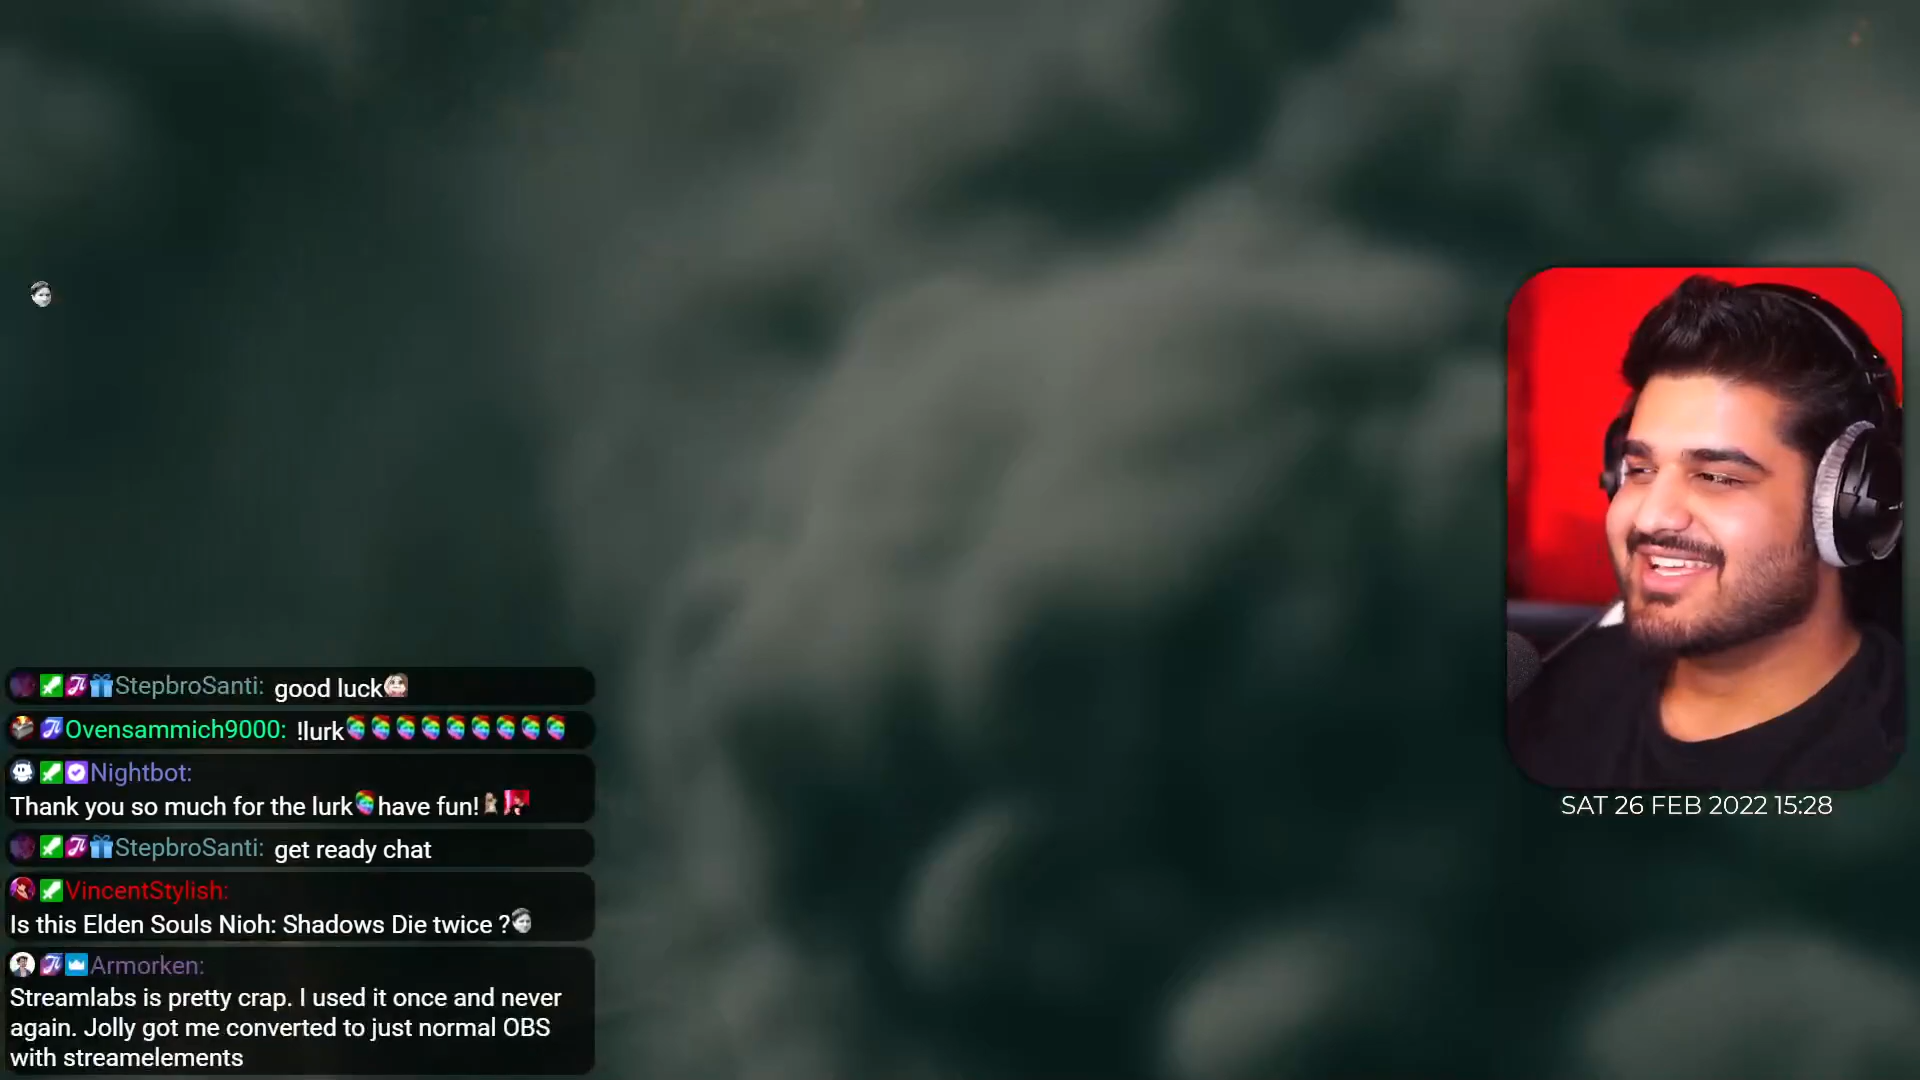 StepbroSanti: good luck
Ovensammich9000: !lurk
Nightbot:
Thank you so much for the lurk have fun!
StepbroSanti: get ready chat
VincentStylish:
Is this Elden Souls Nioh: Shadows Die twice ?
Armorken:
Streamlabs is pretty crap. I used it once and never
again. Jolly got me converted to just normal OBS
with streamelements
SAT 26 FEB 2022 15:28